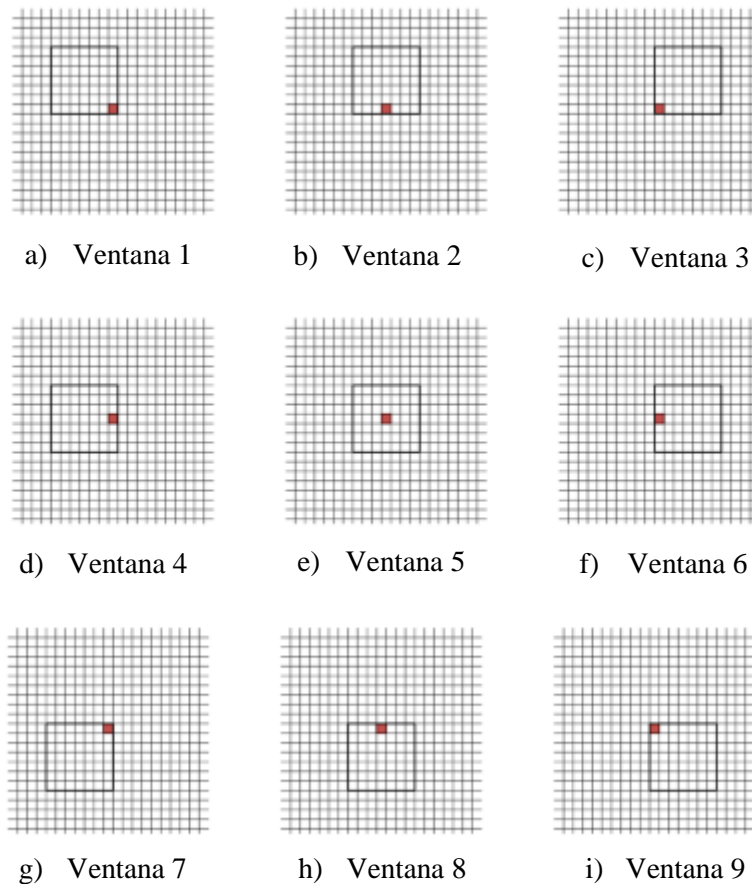 a) Ventana 1
b) Ventana 2
c) Ventana 3
d) Ventana 4
e) Ventana 5
f) Ventana 6
g) Ventana 7
h) Ventana 8
i) Ventana 9